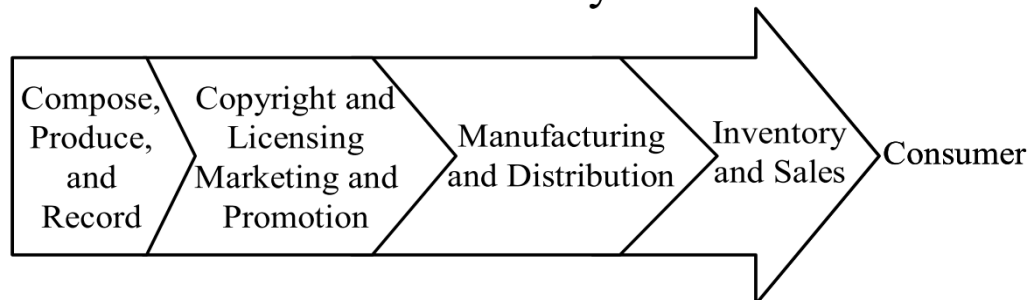 Compose,
Produce,
and
Record
Copyright and
Licensing
Marketing and
Promotion
Manufacturing
and Distribution
Inventory
and Sales
Consumer